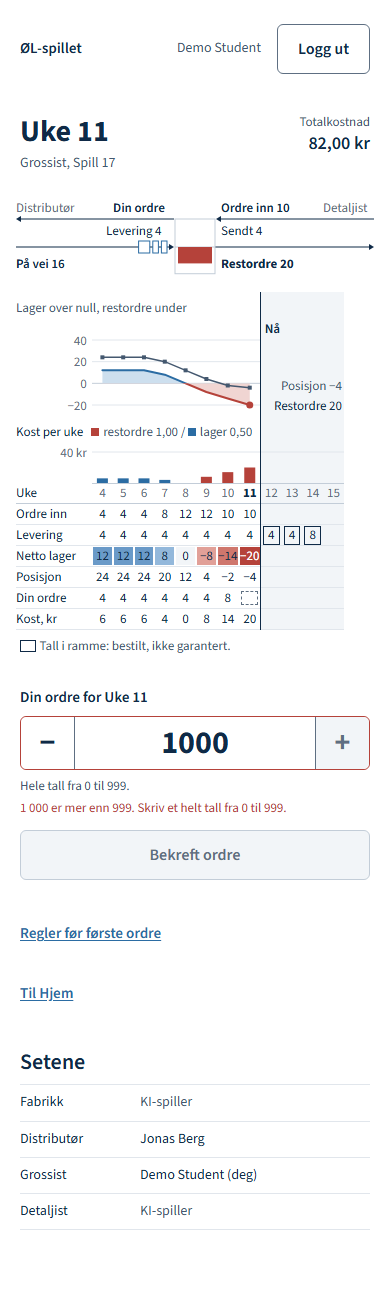 ØL-spillet Demo Student Logg ut
Uke 11 Totalkostnad
82,00 kr
Grossist, Spill 17
Distributør Din ordre Ordre inn 10 Detaljist
Levering 4 Sendt 4
På vei 16 Restordre 20
Lager over null, restordre under
Nå
40
20
0 Posisjon −4
−20 Restordre 20
Kost per uke restordre 1,00 / lager 0,50
40 kr
Uke 4 5 6 7 8 9 10 11 12 13 14 15
Ordre inn 4 4 4 8 12 12 10 10
Levering 4 4 4 4 4 4 4 4 4 4 8
Netto lager 12 12 12 8 0 −8 −14 −20
Posisjon 24 24 24 20 12 4 −2 −4
Din ordre 4 4 4 4 4 4 8
Kost, kr 6 6 6 4 0 8 14 20
Tall i ramme: bestilt, ikke garantert.
Din ordre for Uke 11
− 1000 +
Hele tall fra 0 til 999.
1 000 er mer enn 999. Skriv et helt tall fra 0 til 999.
Bekreft ordre
Regler før første ordre
Til Hjem
Setene
Fabrikk KI-spiller
Distributør Jonas Berg
Grossist Demo Student (deg)
Detaljist KI-spiller